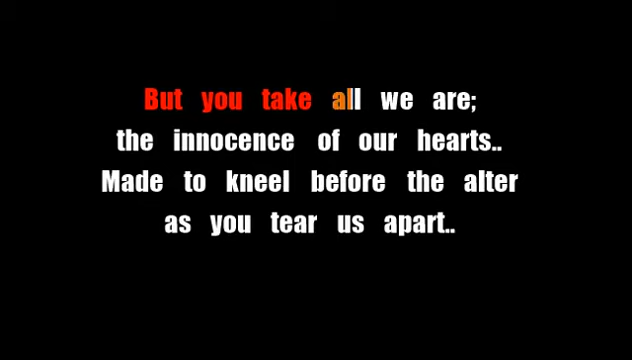 But you take all we are;
the innocence of our hearts..
Made to kneel before the alter
as you tear us apart..